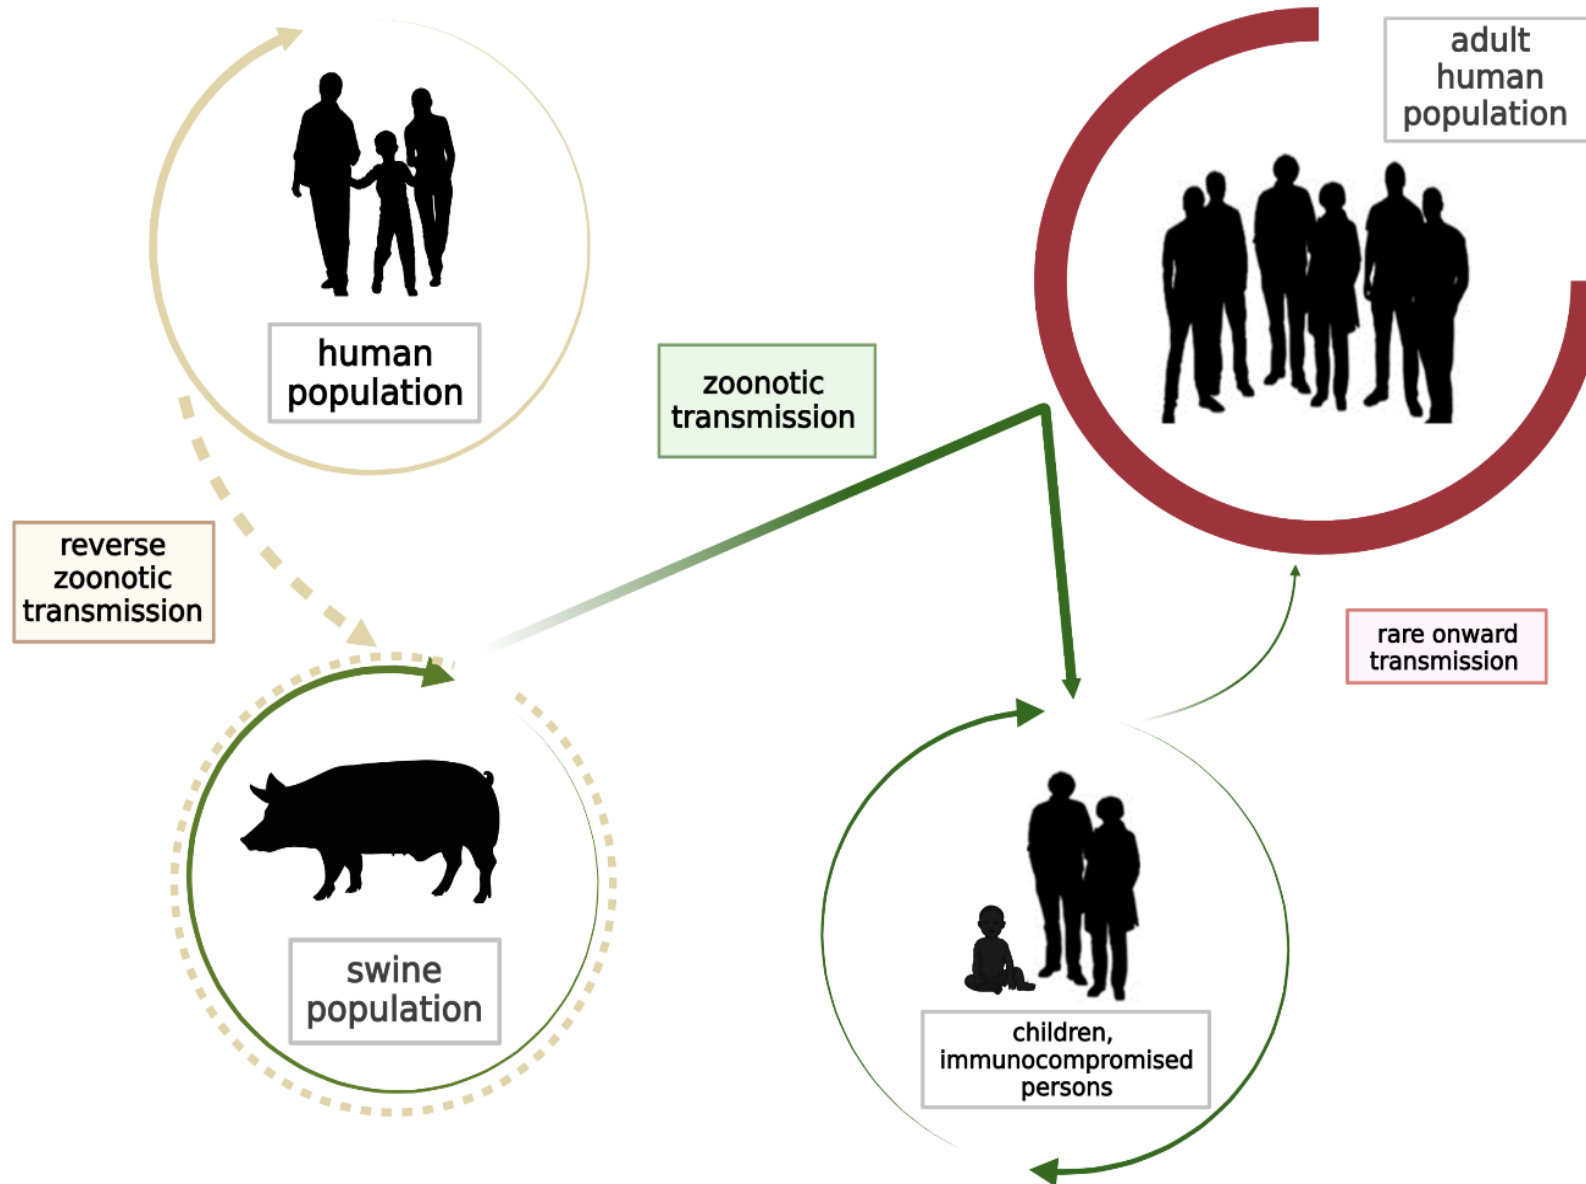 adult
human
population
human
population
zoonotic
transmission
reverse
zoonotic
transmission
rare onward
transmission
swine
population
children,
immunocompromised
persons